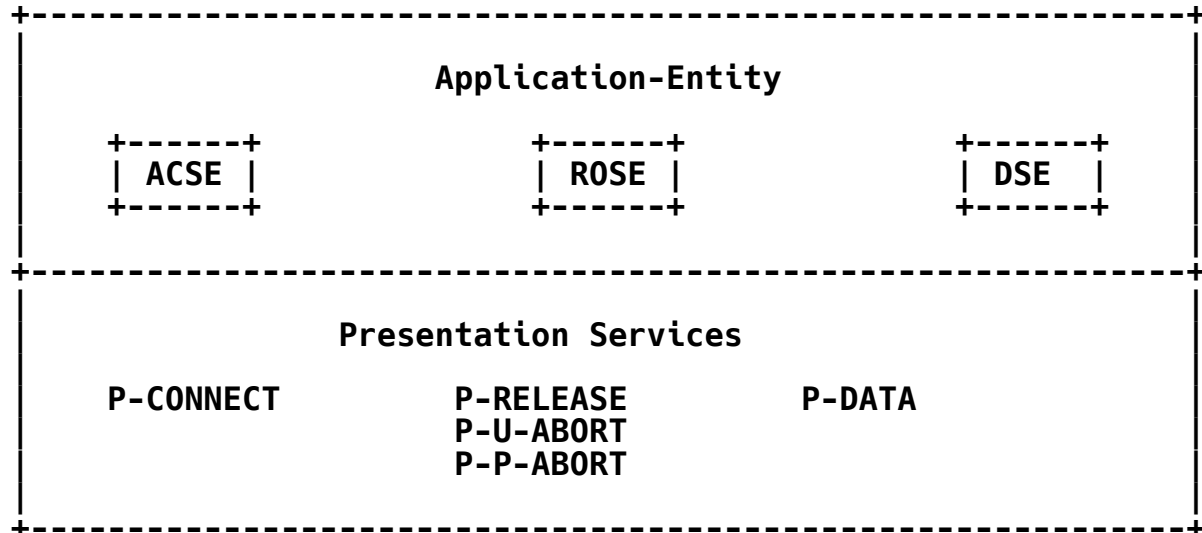 Application-Entity
ACSE ROSE DSE
Presentation Services
P-CONNECT P-RELEASE P-DATA
P-U-ABORT
P-P-ABORT